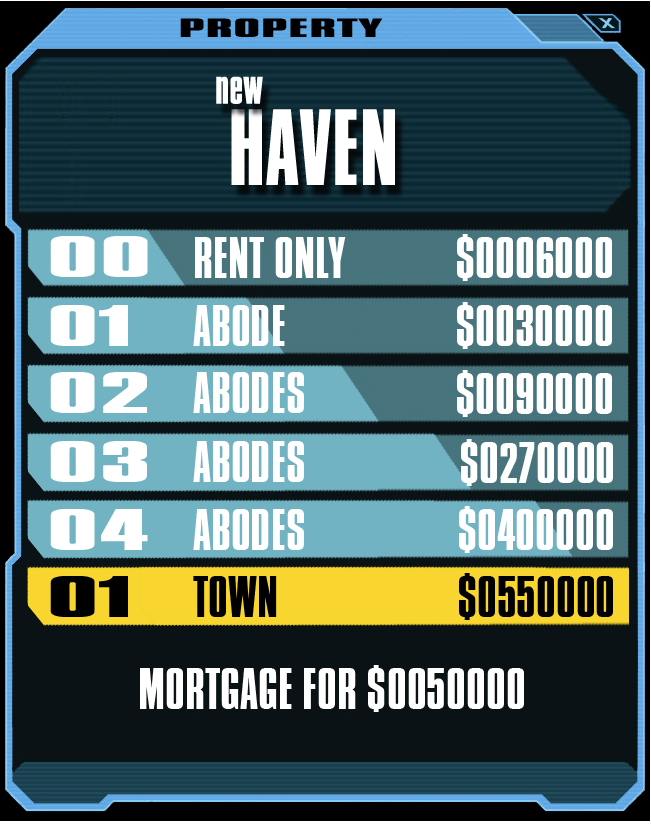 PROPERTY
X
new
HAVEN
00 RENT ONLY $0006000
01 ABODE $0030000
02 ABODES $0090000
03 ABODES $0270000
04 ABODES $0400000
01 TOWN $0550000
MORTGAGE FOR $0050000